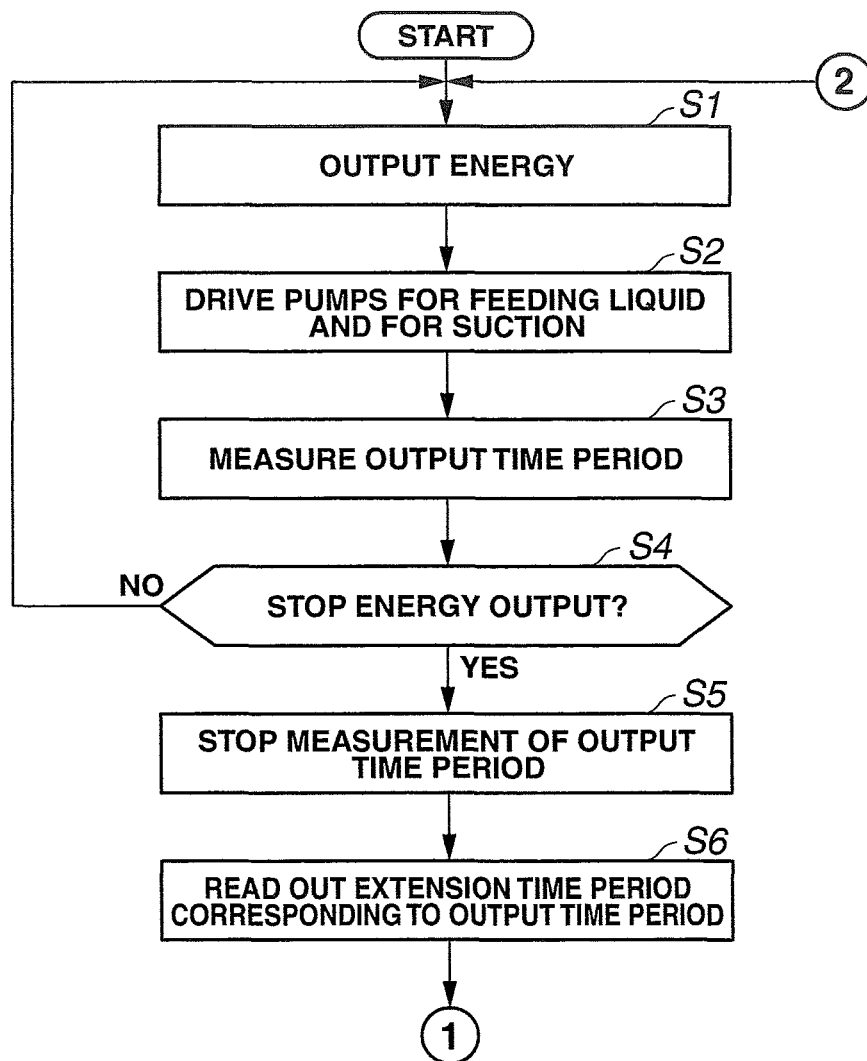 START
2
S1
OUTPUT ENERGY
S2
DRIVE PUMPS FOR FEEDING LIQUID
AND FOR SUCTION
S3
MEASURE OUTPUT TIME PERIOD
S4
NO
STOP ENERGY OUTPUT?
YES
S5
STOP MEASUREMENT OF OUTPUT
TIME PERIOD
S6
READ OUT EXTENSION TIME PERIOD
CORRESPONDING TO OUTPUT TIME PERIOD
1